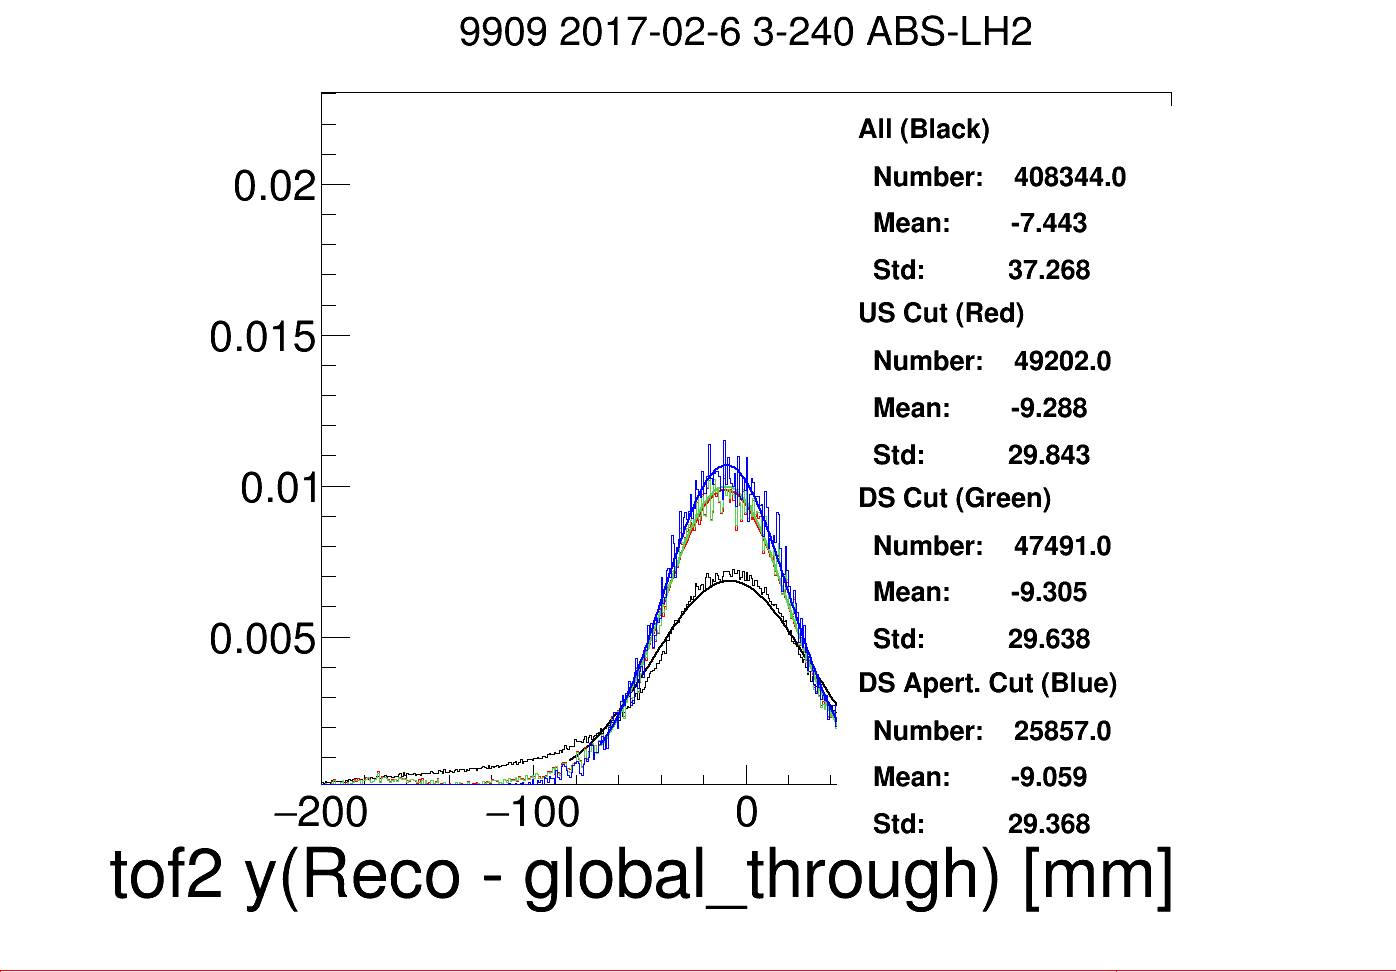 9909 2017-02-6 3-240 ABS-LH2
All (Black)
Number: 408344.0
Mean: -7.443
Std: 37.268
US Cut (Red)
Number: 49202.0
Mean: -9.288
Std: 29.843
DS Cut (Green)
Number: 47491.0
Mean: -9.305
Std: 29.638
DS Apert. Cut (Blue)
Number: 25857.0
Mean: -9.059
Std: 29.368
0.02
0.015
0.01
0.005
−200 −100 0
tof2 y(Reco - global_through) [mm]